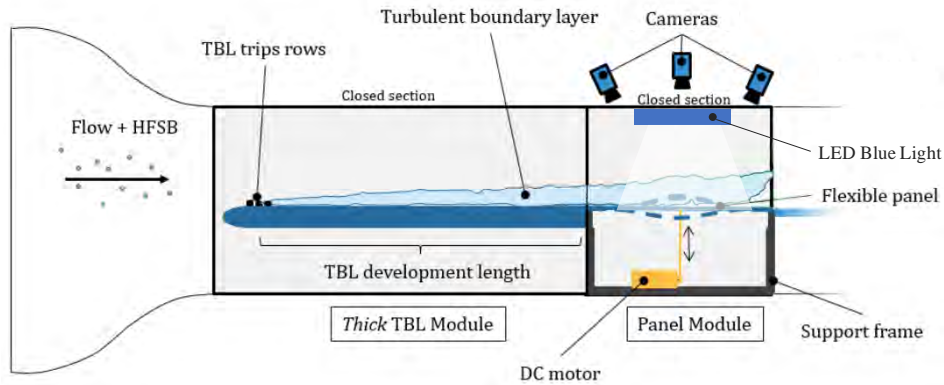 Turbulent boundary layer
Cameras
TBL trips rows
Closed section
Closed section
Flow + HFSB
LED Blue Light
Flexible panel
TBL development length
Thick TBL Module
Panel Module
Support frame
DC motor